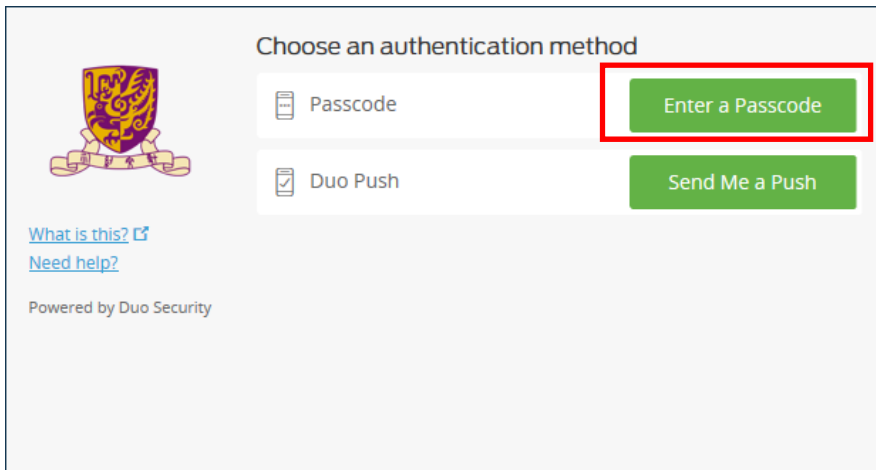 Choose an authentication method
Passcode
Enter a Passcode
Duo Push
Send Me a Push
What is this?
Need help?
Powered by Duo Security